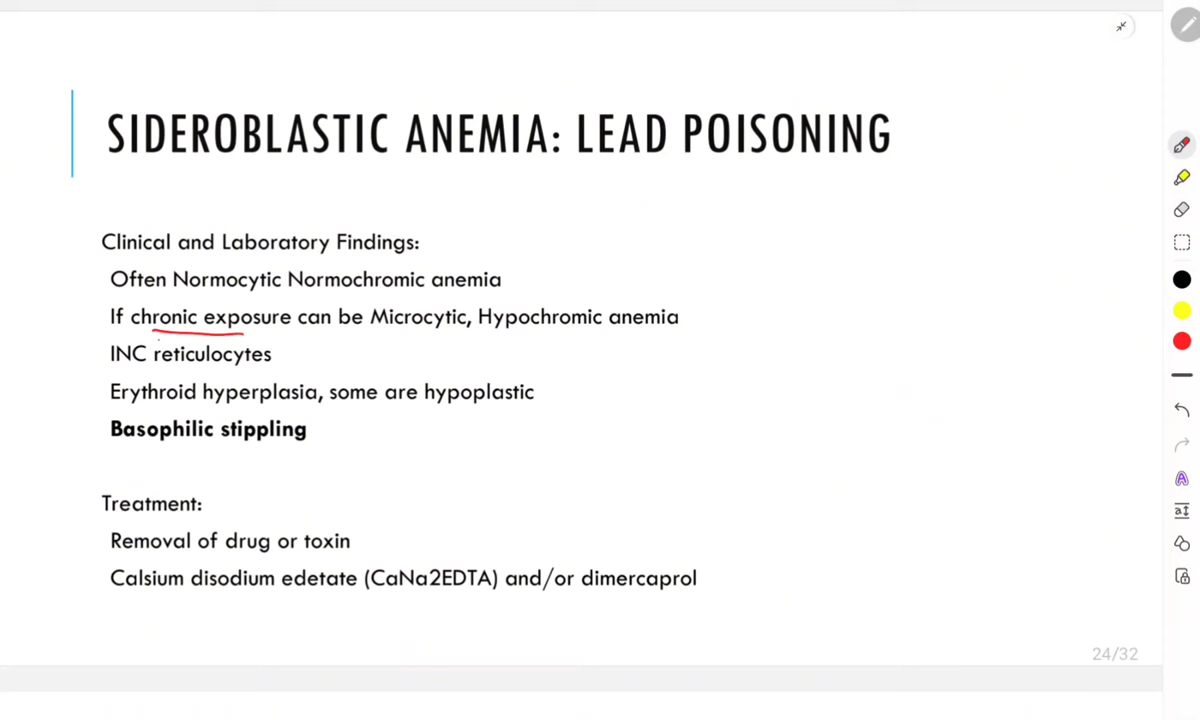 SIDEROBLASTIC ANEMIA: LEAD POISONING
Clinical and Laboratory Findings:
Often Normocytic Normochromic anemia
If chronic exposure can be Microcytic, Hypochromic anemia
INC reticulocytes
Erythroid hyperplasia, some are hypoplastic
Basophilic stippling
Treatment:
Removal of drug or toxin
Calsium disodium edetate (CaNa2EDTA) and/or dimercaprol
24/32